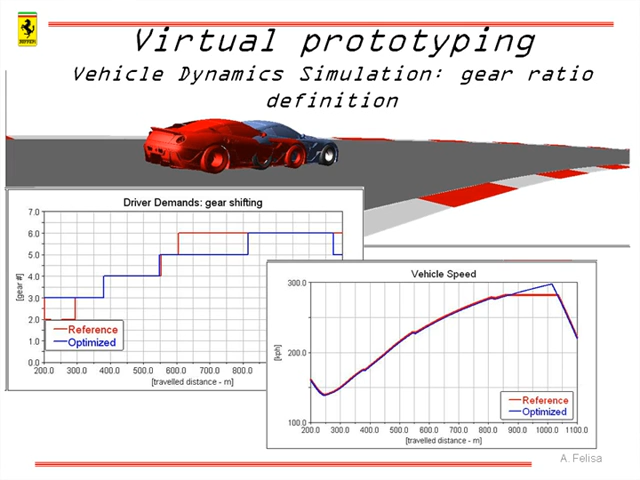 Virtual prototyping
Vehicle Dynamics Simulation: gear ratio
definition
Driver Demands: gear shifting
7.0
6.0
5.0
4.0
3.0
2.0
1.0
0.0
[gear #]
Reference
Optimized
200.0 300.0 400.0 500.0 600.0 700.0 800.0
[travelled distance - m]
Vehicle Speed
300.0
200.0
100.0
[kph]
Reference
Optimized
200.0 300.0 400.0 500.0 600.0 700.0 800.0 900.0 1000.0 1100.0
[travelled distance - m]
A. Felisa